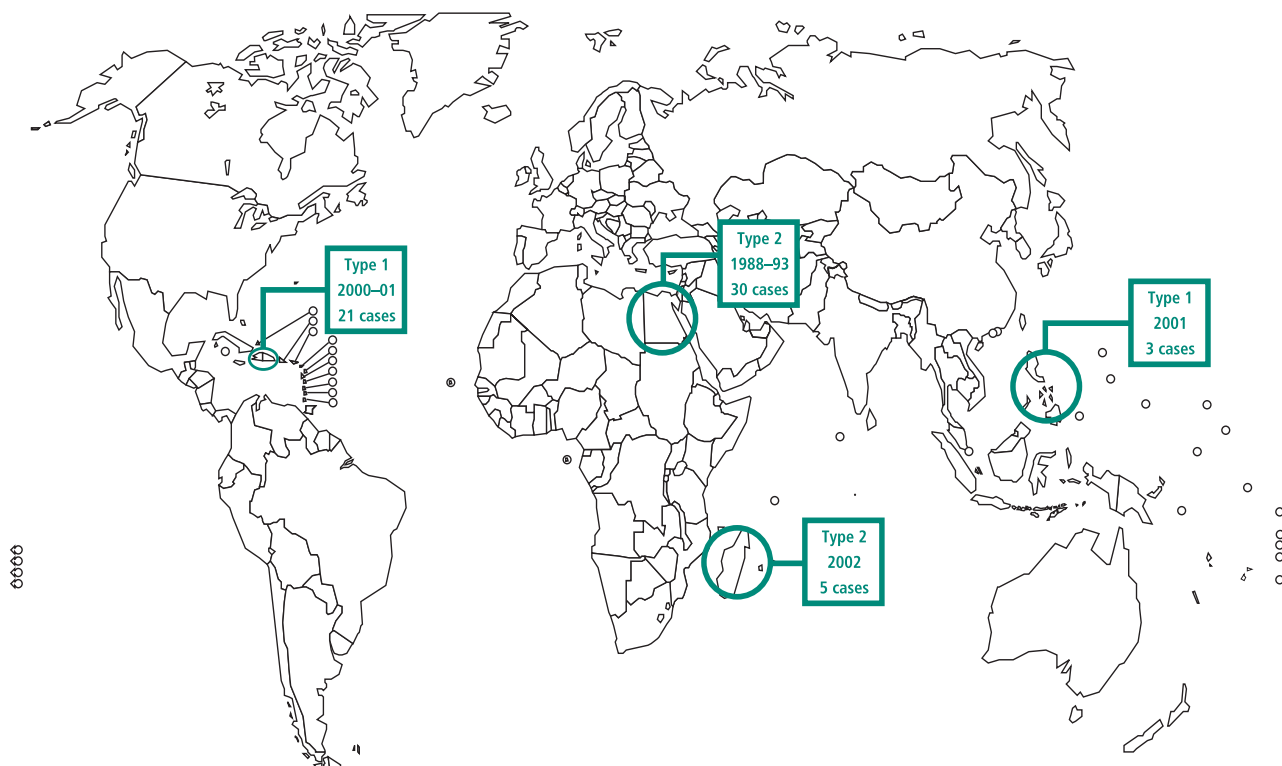 Type 1
2000–01
21 cases
Type 2
1988–93
30 cases
Type 1
2001
3 cases
Type 2
2002
5 cases